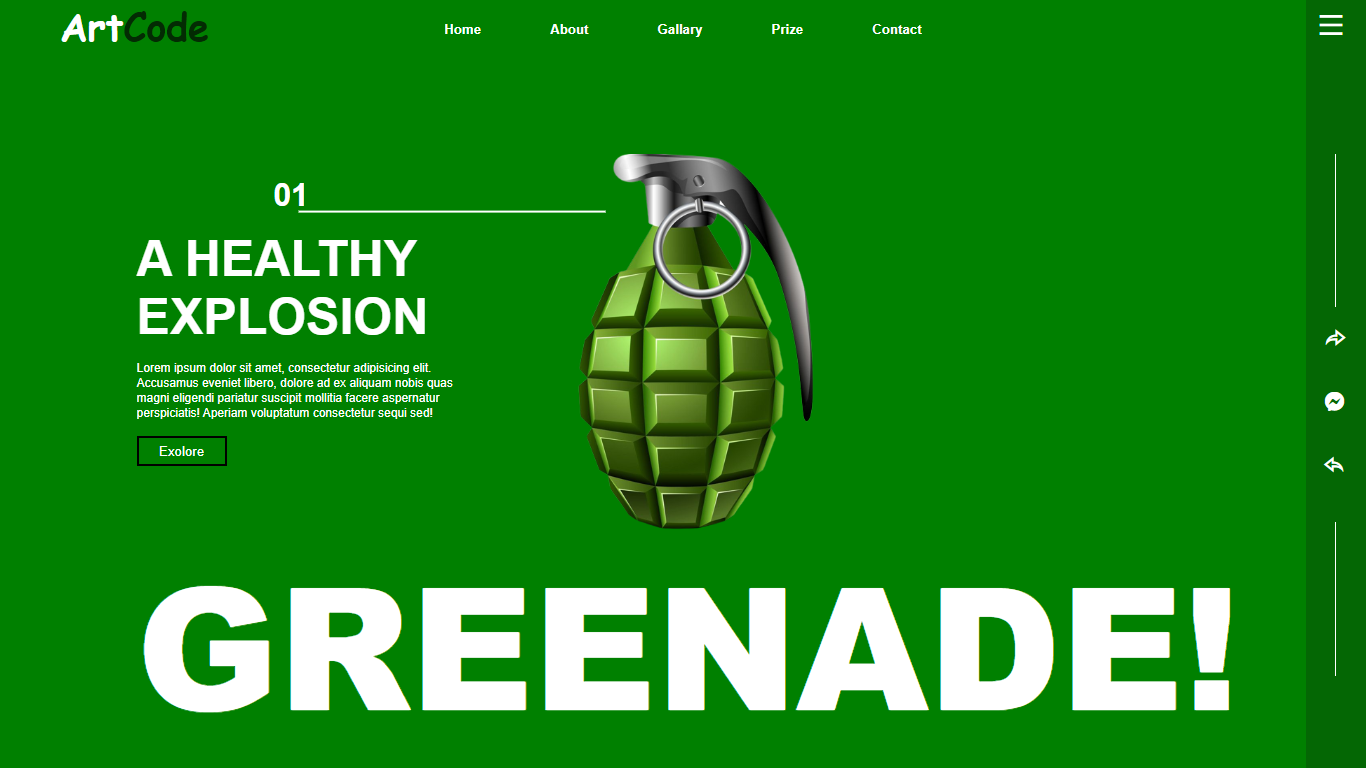 ArtCode
Home About Gallary Prize Contact
01
A HEALTHY
EXPLOSION
Lorem ipsum dolor sit amet, consectetur adipisicing elit.
Accusamus eveniet libero, dolore ad ex aliquam nobis quas
magni eligendi pariatur suscipit mollitia facere aspernatur
perspiciatis! Aperiam voluptatum consectetur sequi sed!
Exolore
GREENADE!